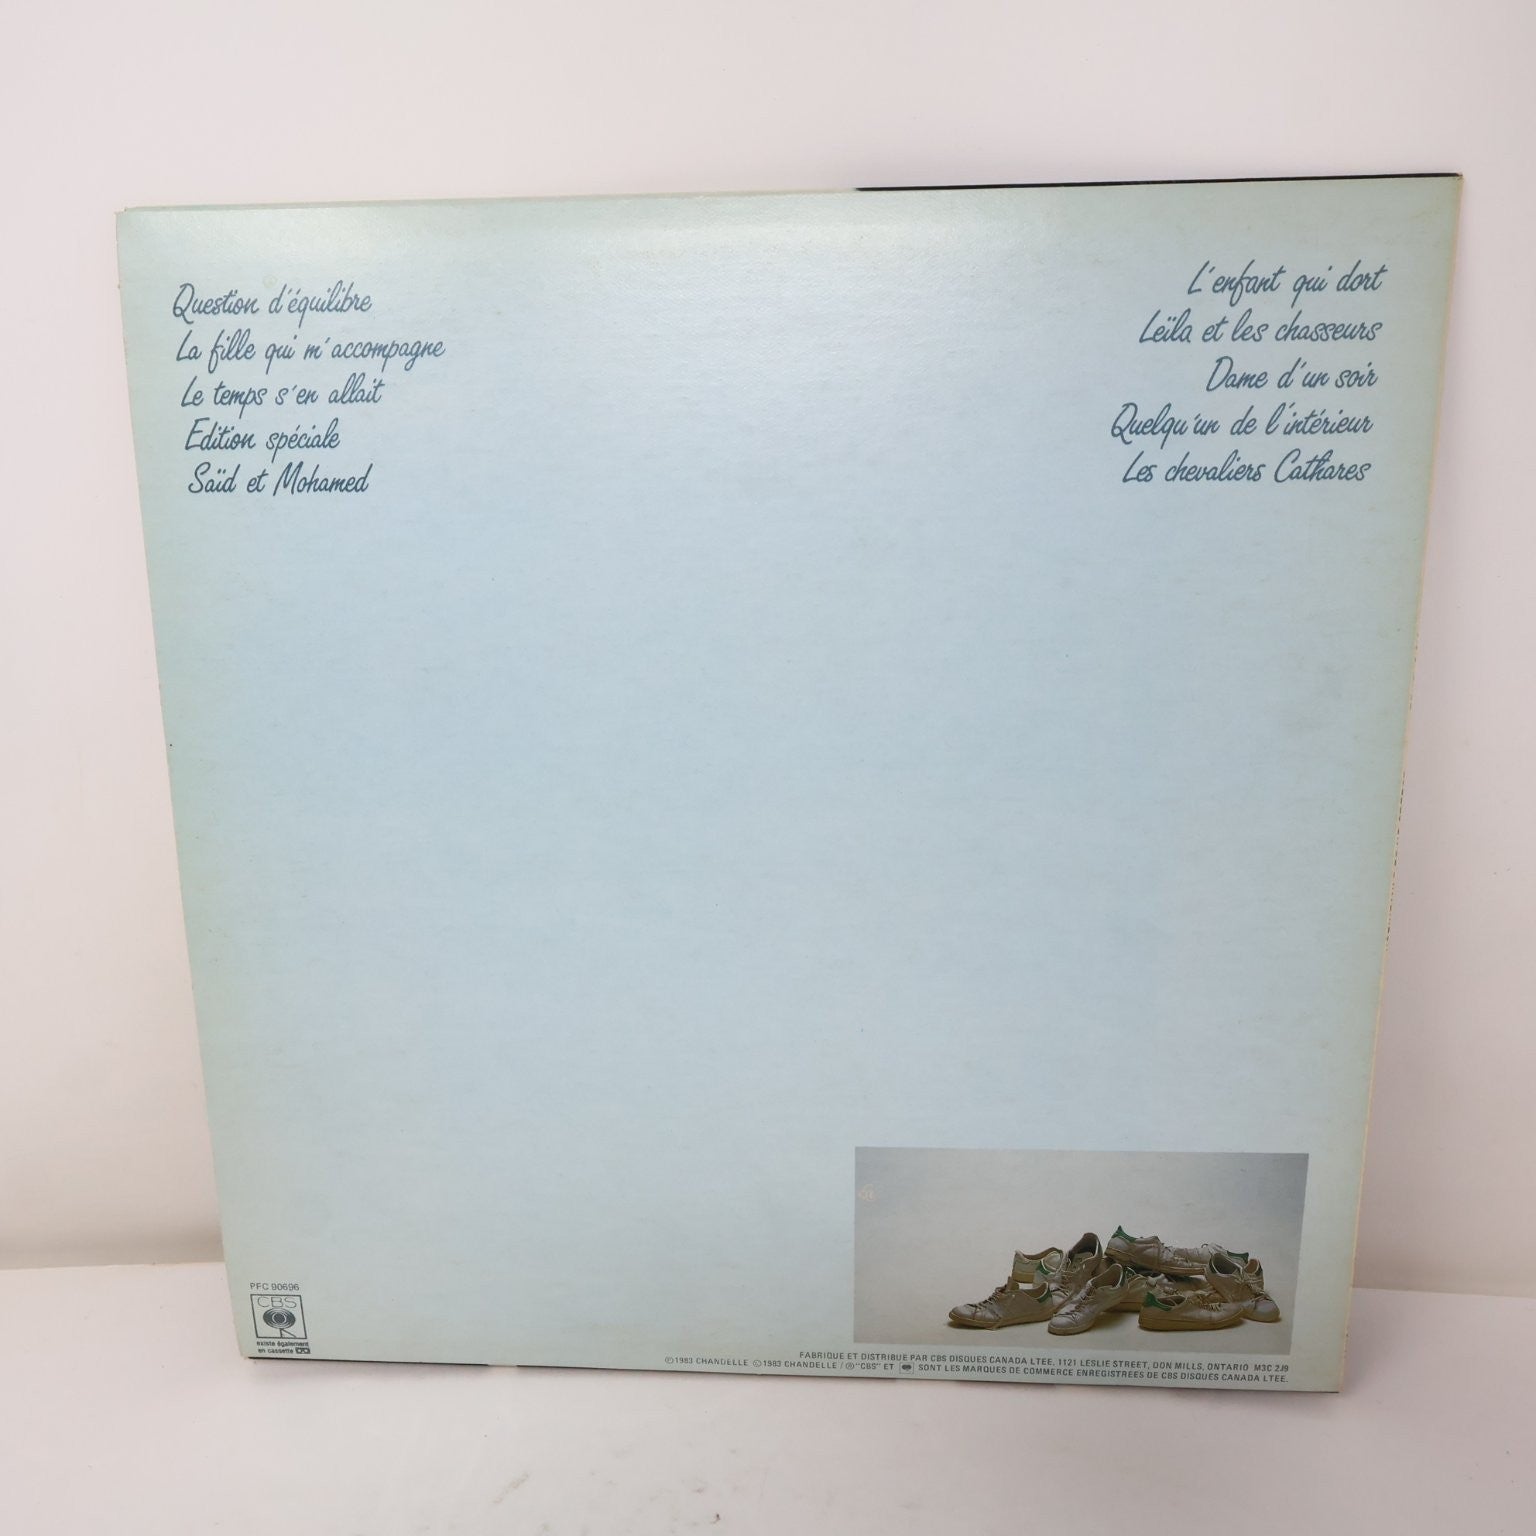 Question d'équilibre
La fille qui m'accompagne
Le temps s'en allait
Edition spéciale
Saïd et Mohamed
L'enfant qui dort
Leïla et les chasseurs
Dame d'un soir
Quelqu'un de l'intérieur
Les chevaliers Cathares
PFC 90696
CBS
existe également
en cassette
FABRIQUE ET DISTRIBUE PAR CBS DISQUES CANADA LTEE, 1121 LESLIE STREET, DON MILLS, ONTARIO M3C 2J9
Ⓟ1983 CHANDELLE ©1983 CHANDELLE / ® "CBS" ET SONT LES MARQUES DE COMMERCE ENREGISTREES DE CBS DISQUES CANADA LTEE.